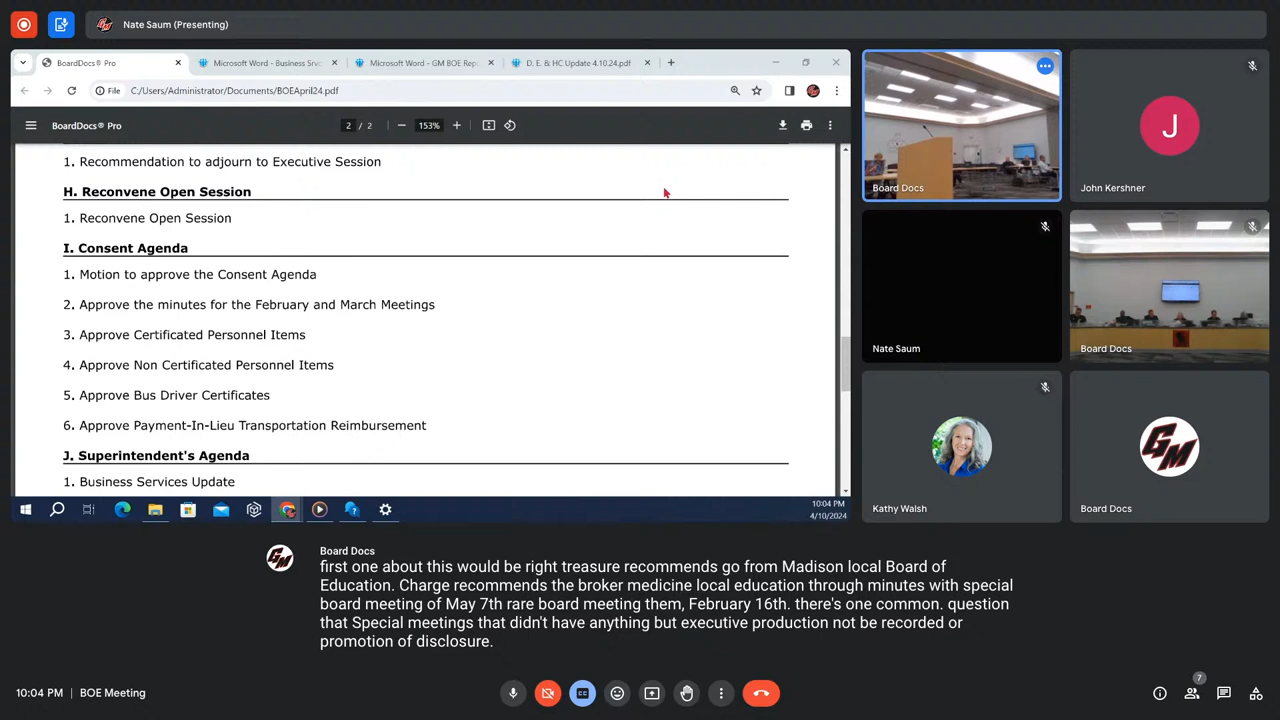 Nate Saum (Presenting)
BoardDocs® Pro
Microsoft Word - Business Srvc
Microsoft Word - GM BOE Rep
D. E. & HC Update 4.10.24.pdf
File
C:/Users/Administrator/Documents/BOEApril24.pdf
BoardDocs® Pro
2 / 2
153%
1. Recommendation to adjourn to Executive Session
H. Reconvene Open Session
1. Reconvene Open Session
I. Consent Agenda
1. Motion to approve the Consent Agenda
2. Approve the minutes for the February and March Meetings
3. Approve Certificated Personnel Items
4. Approve Non Certificated Personnel Items
5. Approve Bus Driver Certificates
6. Approve Payment-In-Lieu Transportation Reimbursement
J. Superintendent's Agenda
1. Business Services Update
10:04 PM
4/10/2024
Board Docs
J
John Kershner
Nate Saum
Board Docs
Kathy Walsh
GM
Board Docs
GM
Board Docs
first one about this would be right treasure recommends go from Madison local Board of
Education. Charge recommends the broker medicine local education through minutes with special
board meeting of May 7th rare board meeting them, February 16th. there's one common. question
that Special meetings that didn't have anything but executive production not be recorded or
promotion of disclosure.
10:04 PM
BOE Meeting
7